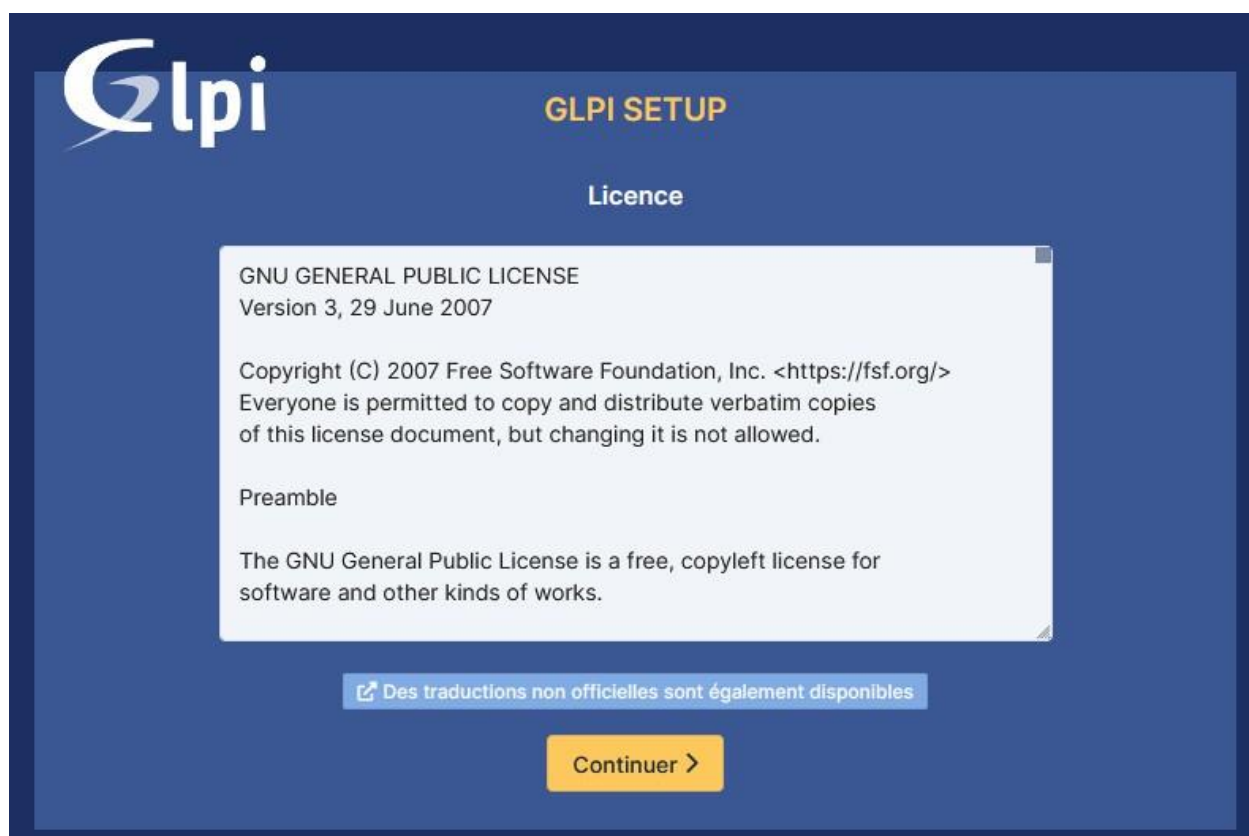 Glpi
GLPI SETUP
Licence
GNU GENERAL PUBLIC LICENSE
Version 3, 29 June 2007
Copyright (C) 2007 Free Software Foundation, Inc. <https://fsf.org/>
Everyone is permitted to copy and distribute verbatim copies
of this license document, but changing it is not allowed.
Preamble
The GNU General Public License is a free, copyleft license for
software and other kinds of works.
Des traductions non officielles sont également disponibles
Continuer >